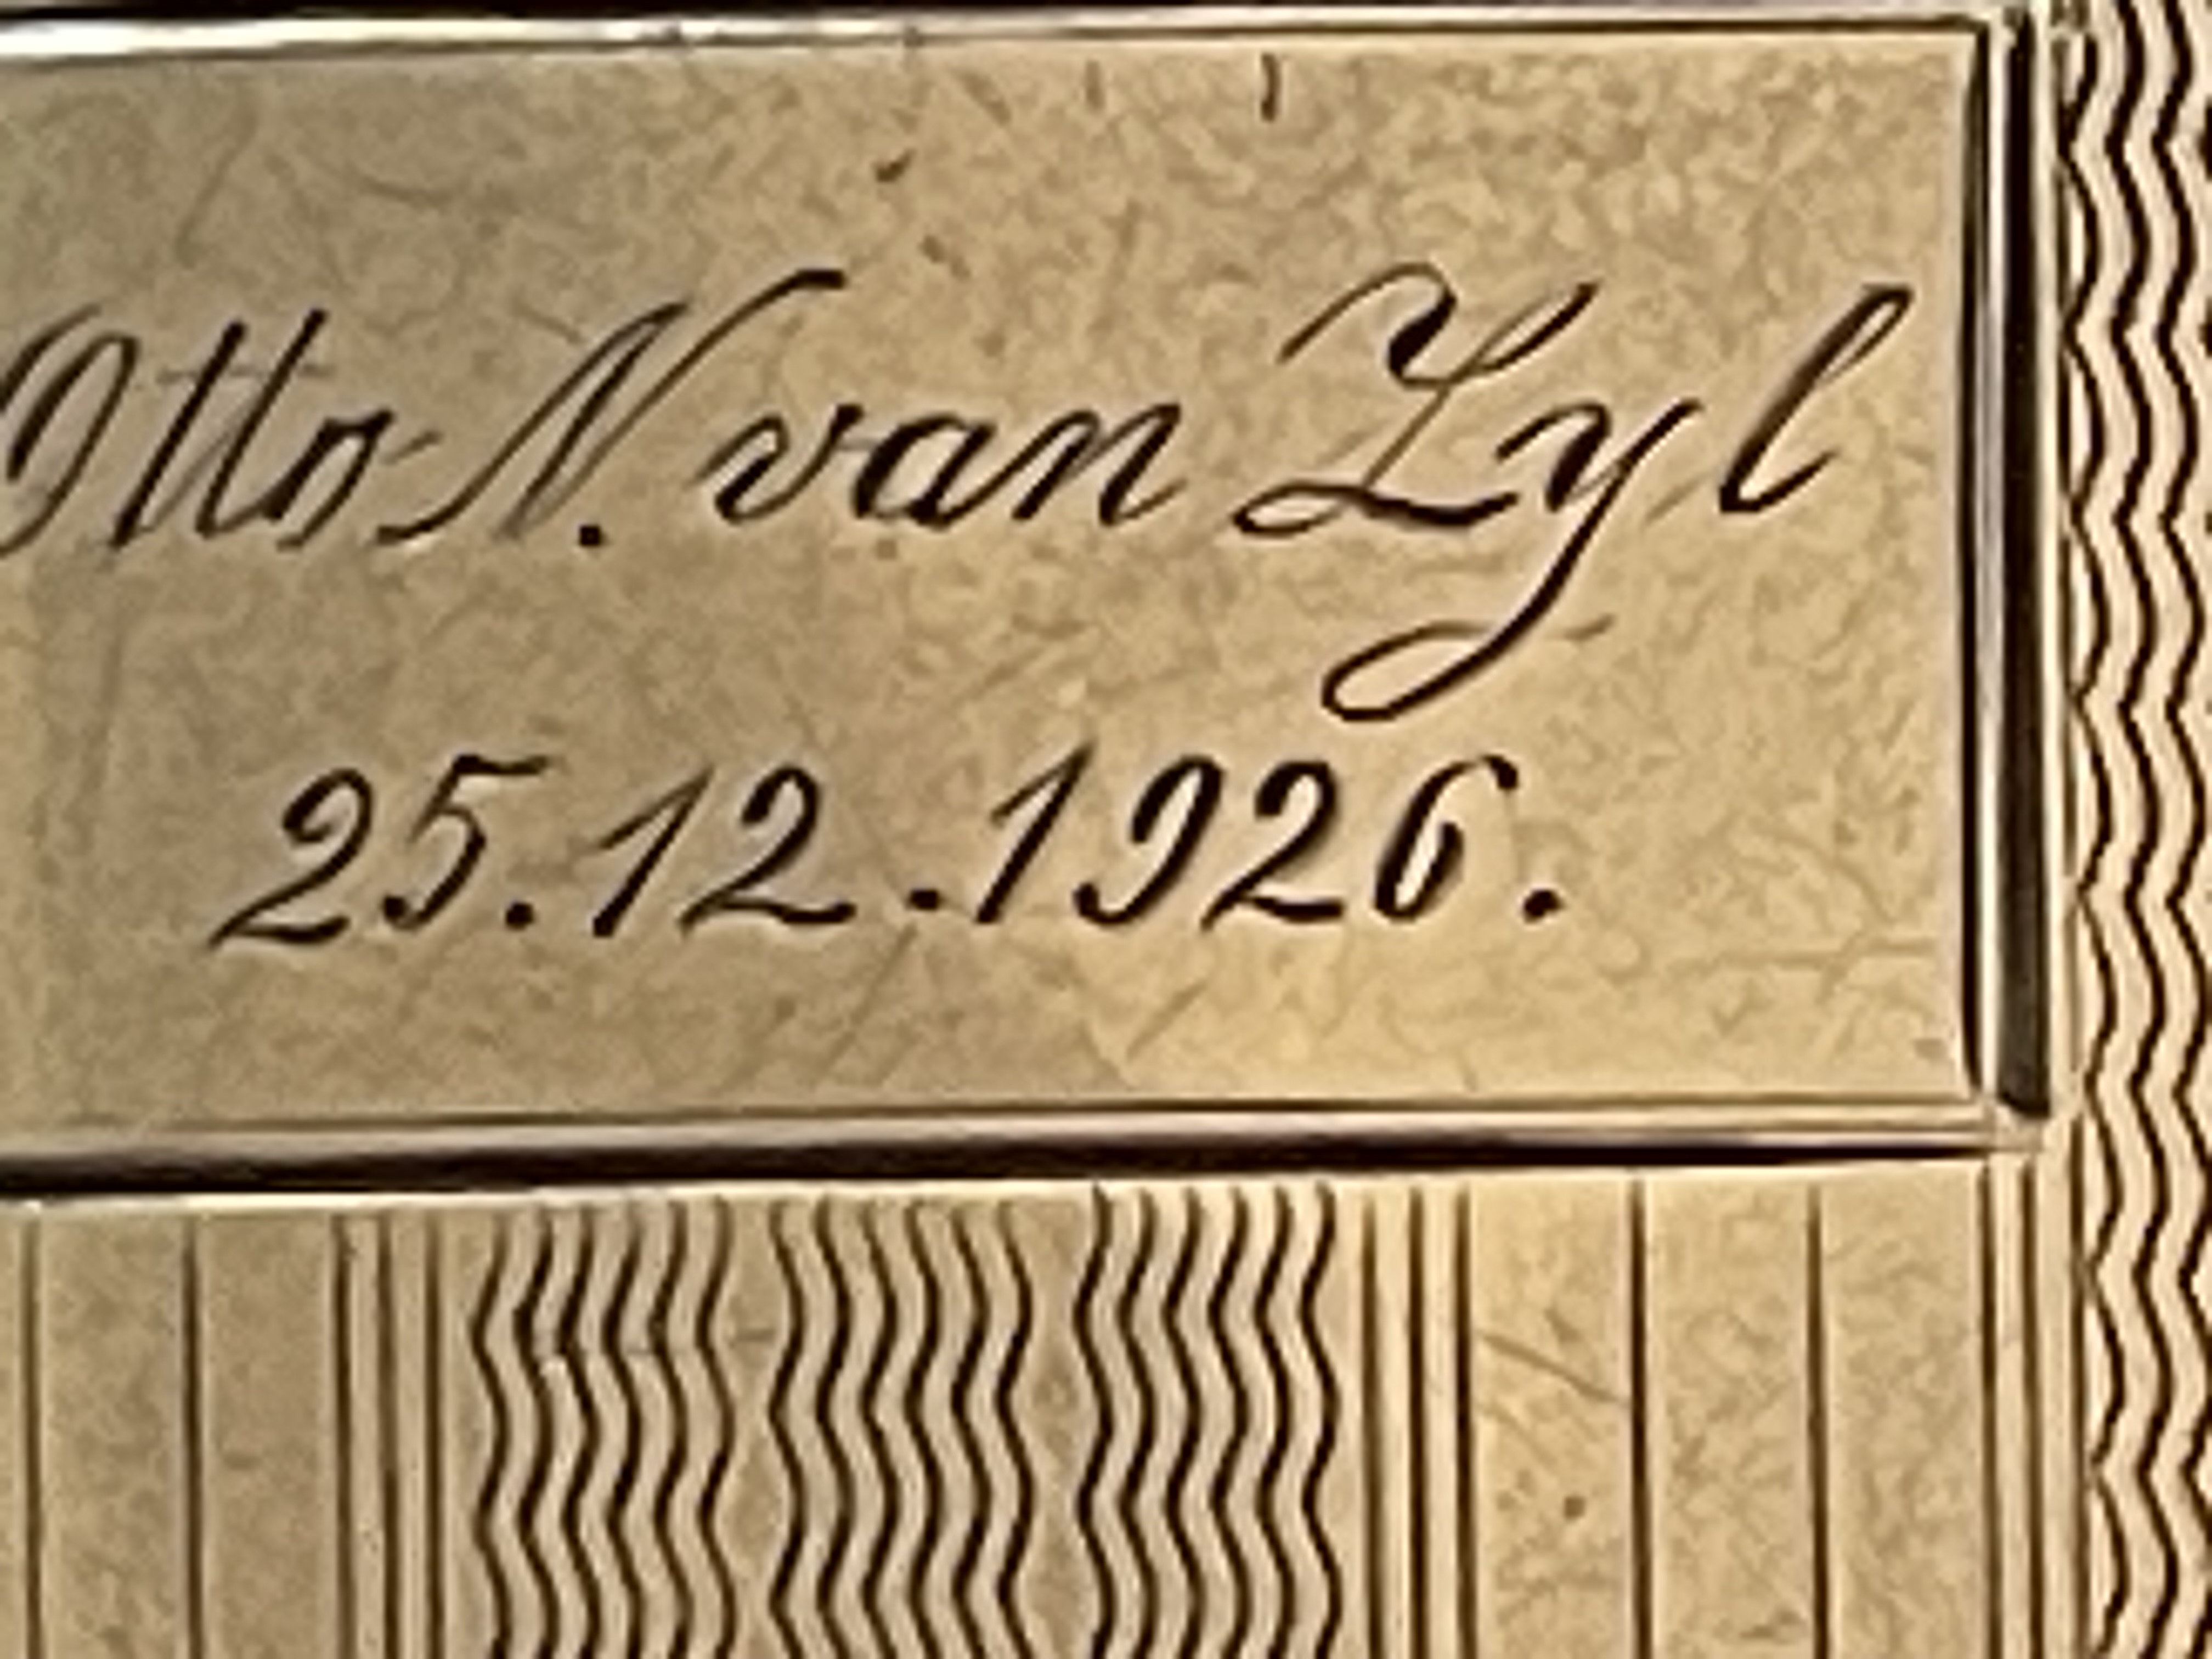 Otto N. van Zyl
25.12.1926.